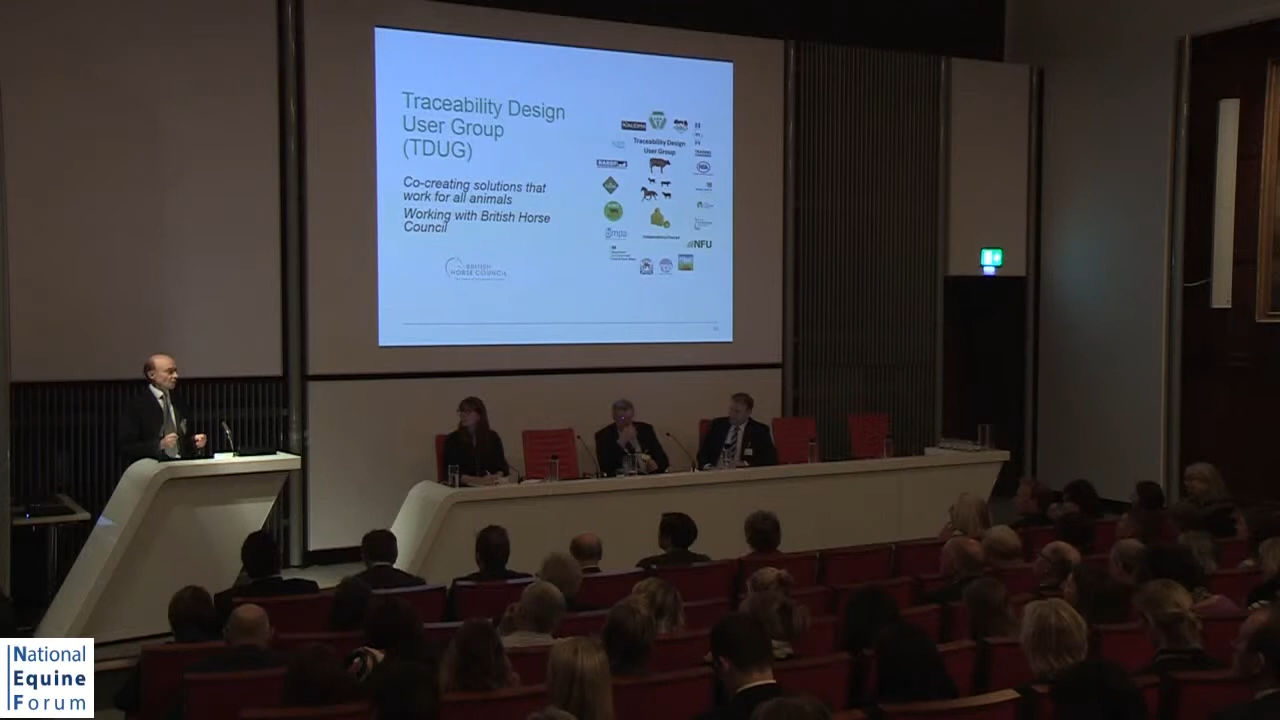 Traceability Design
User Group
(TDUG)
Co-creating solutions that
work for all animals
Working with British Horse
Council
BRITISH
HORSE COUNCIL
Traceability Design
User Group
NFU
National
Equine
Forum